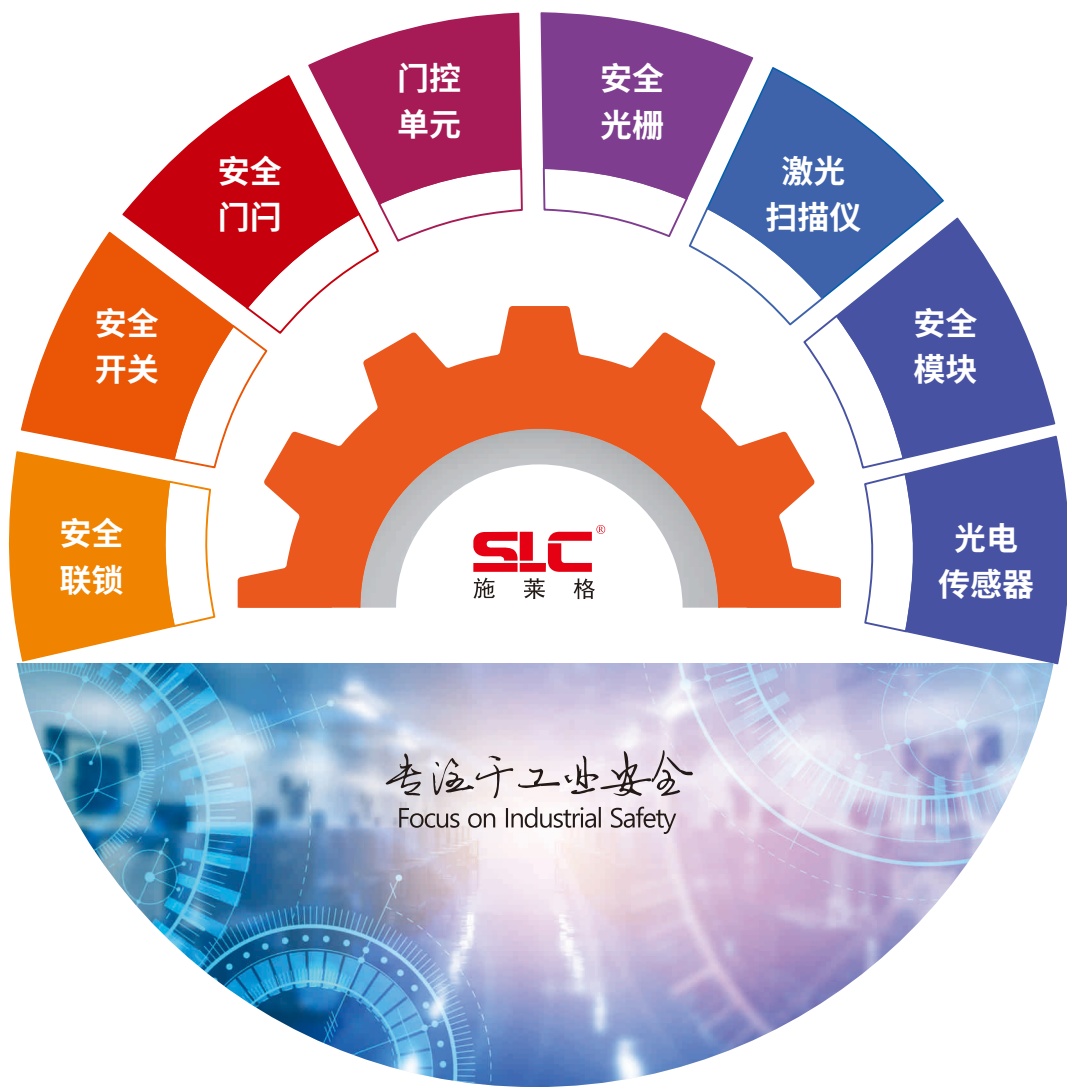 门控
单元
安全
光栅
安全
门闩
激光
扫描仪
安全
开关
安全
模块
安全
联锁
光电
传感器
SLC®
施莱格
专注于工业安全
Focus on Industrial Safety